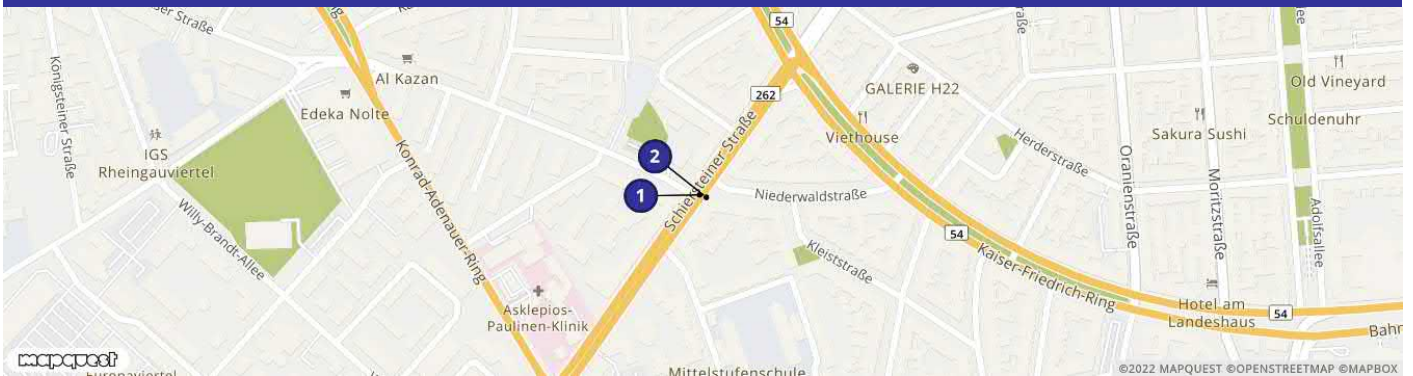 er Straße
Al Kazan
Edeka Nolte
Königsteiner Straße
IGS
Rheingauviertel
Willy-Brandt-Allee
Konrad-Adenauer-Ring
Asklepios-
Paulinen-Klinik
2
1
Schiersteiner Straße
262
54
GALERIE H22
Viethouse
Niederwaldstraße
Kleiststraße
Herderstraße
54
Kaiser-Friedrich-Ring
Oranienstraße
Moritzstraße
Sakura Sushi
Old Vineyard
Schuldenuhr
Adolfsallee
Hotel am
Landeshaus
54
Bahn
Mittelstufenschule
Europaviertel
mapquest
©2022 MAPQUEST ©OPENSTREETMAP ©MAPBOX